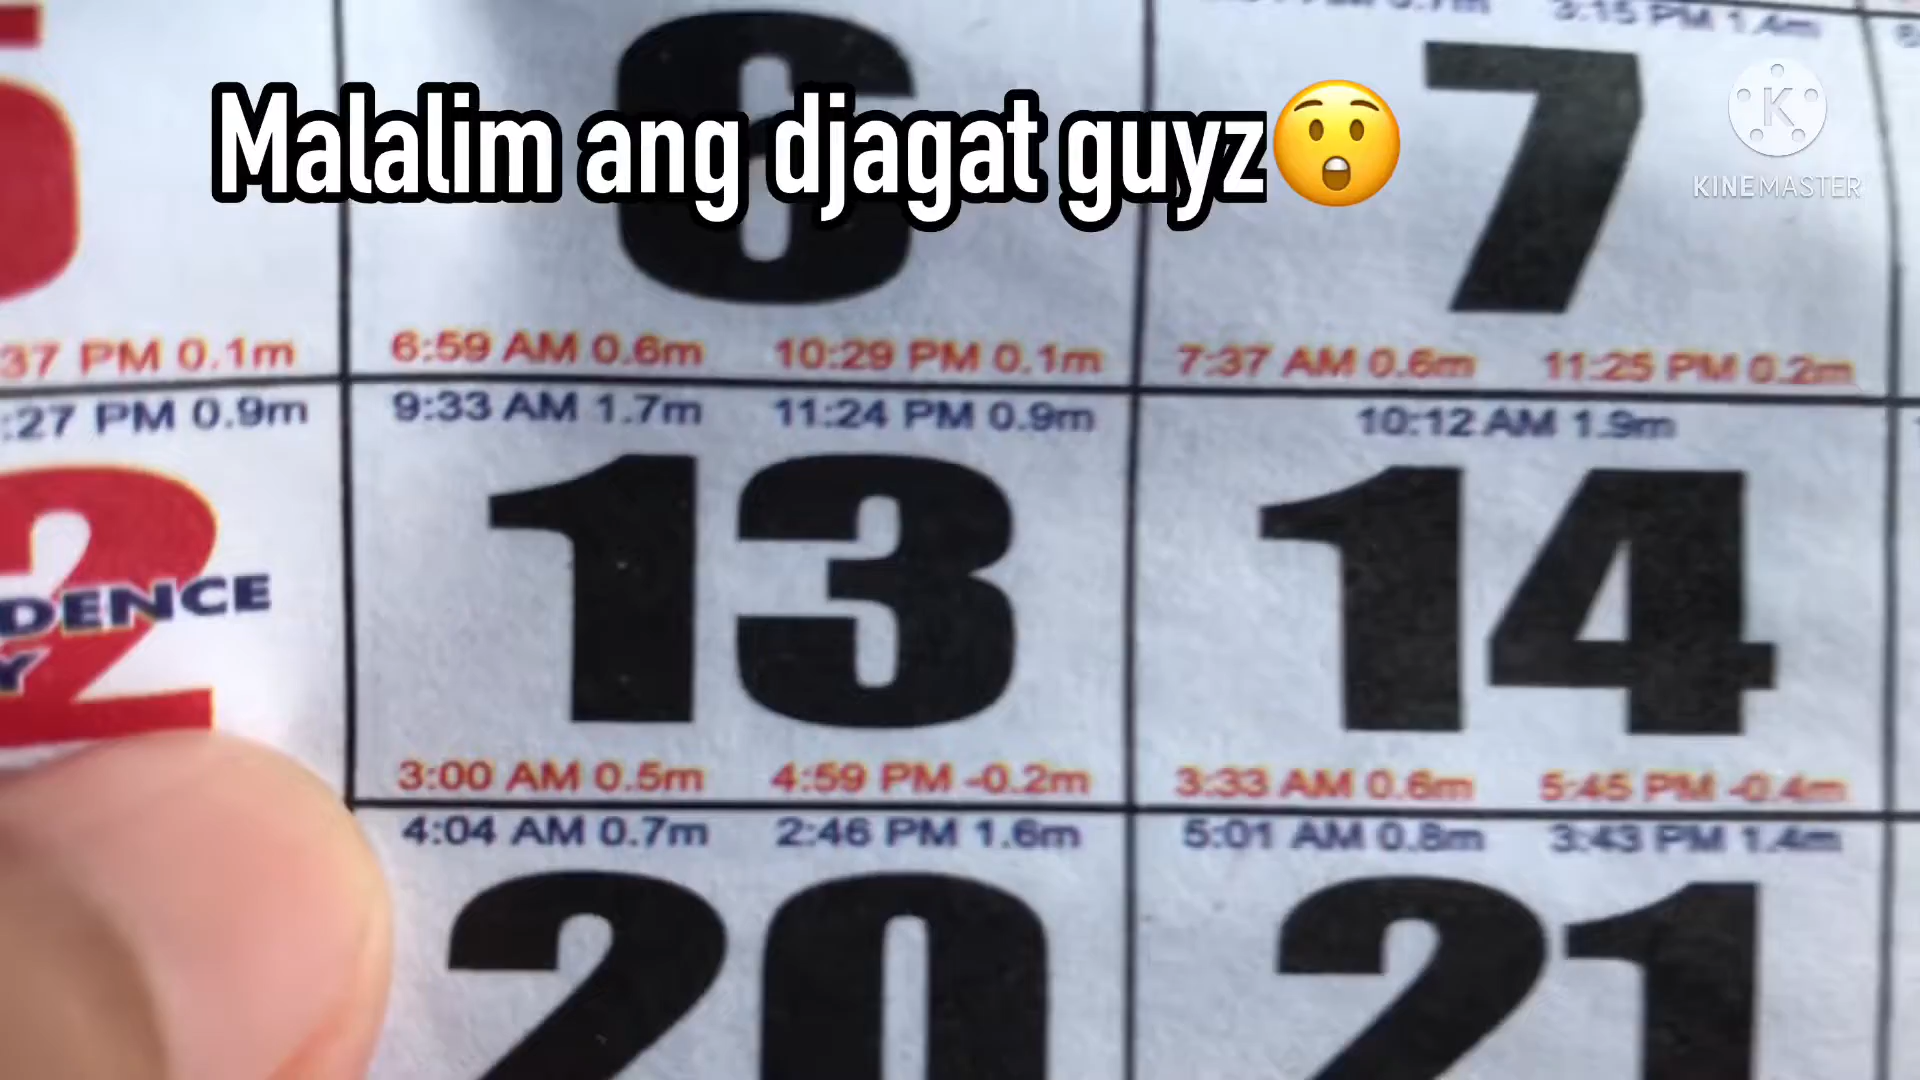 3:15 PM 1.4m
5 6 7
Malalim ang djagat guyz😲
KINEMASTER
37 PM 0.1m 6:59 AM 0.6m 10:29 PM 0.1m 7:37 AM 0.6m 11:25 PM 0.2m
:27 PM 0.9m 9:33 AM 1.7m 11:24 PM 0.9m 10:12 AM 1.9m
2 13 14
DENCE
Y
3:00 AM 0.5m 4:59 PM -0.2m 3:33 AM 0.6m 5:45 PM -0.4m
4:04 AM 0.7m 2:46 PM 1.6m 5:01 AM 0.8m 3:43 PM 1.4m
20 21